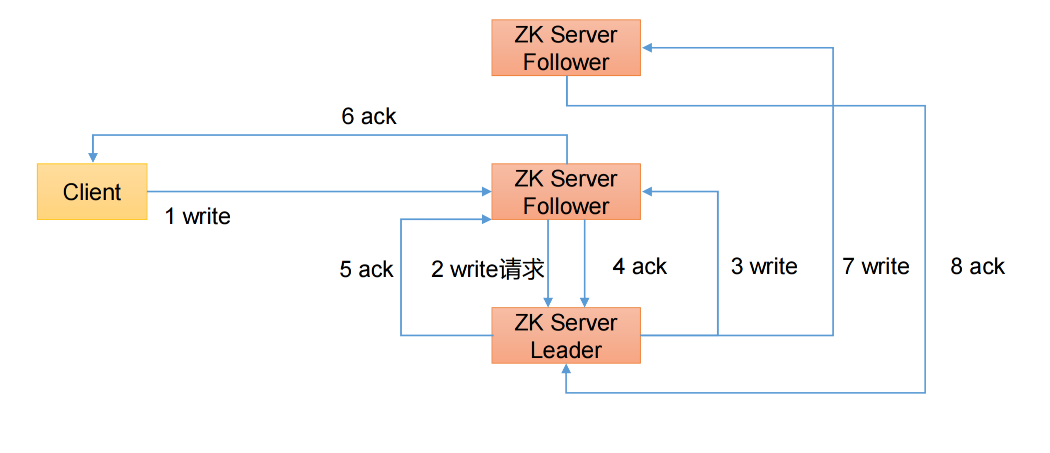 ZK Server
Follower
6 ack
Client
ZK Server
Follower
1 write
5 ack
2 write请求
4 ack
3 write
7 write
8 ack
ZK Server
Leader